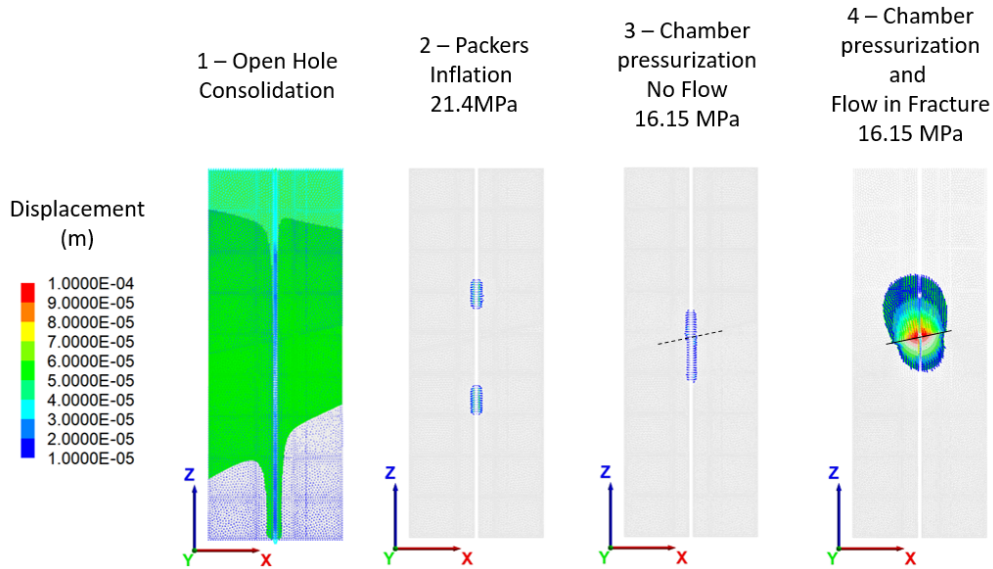 1 – Open Hole
Consolidation
2 – Packers
Inflation
21.4MPa
3 – Chamber
pressurization
No Flow
16.15 MPa
4 – Chamber
pressurization
and
Flow in Fracture
16.15 MPa
Displacement
(m)
1.0000E-04
9.0000E-05
8.0000E-05
7.0000E-05
6.0000E-05
5.0000E-05
4.0000E-05
3.0000E-05
2.0000E-05
1.0000E-05
Z
Y
X
Z
Y
X
Z
Y
X
Z
Y
X